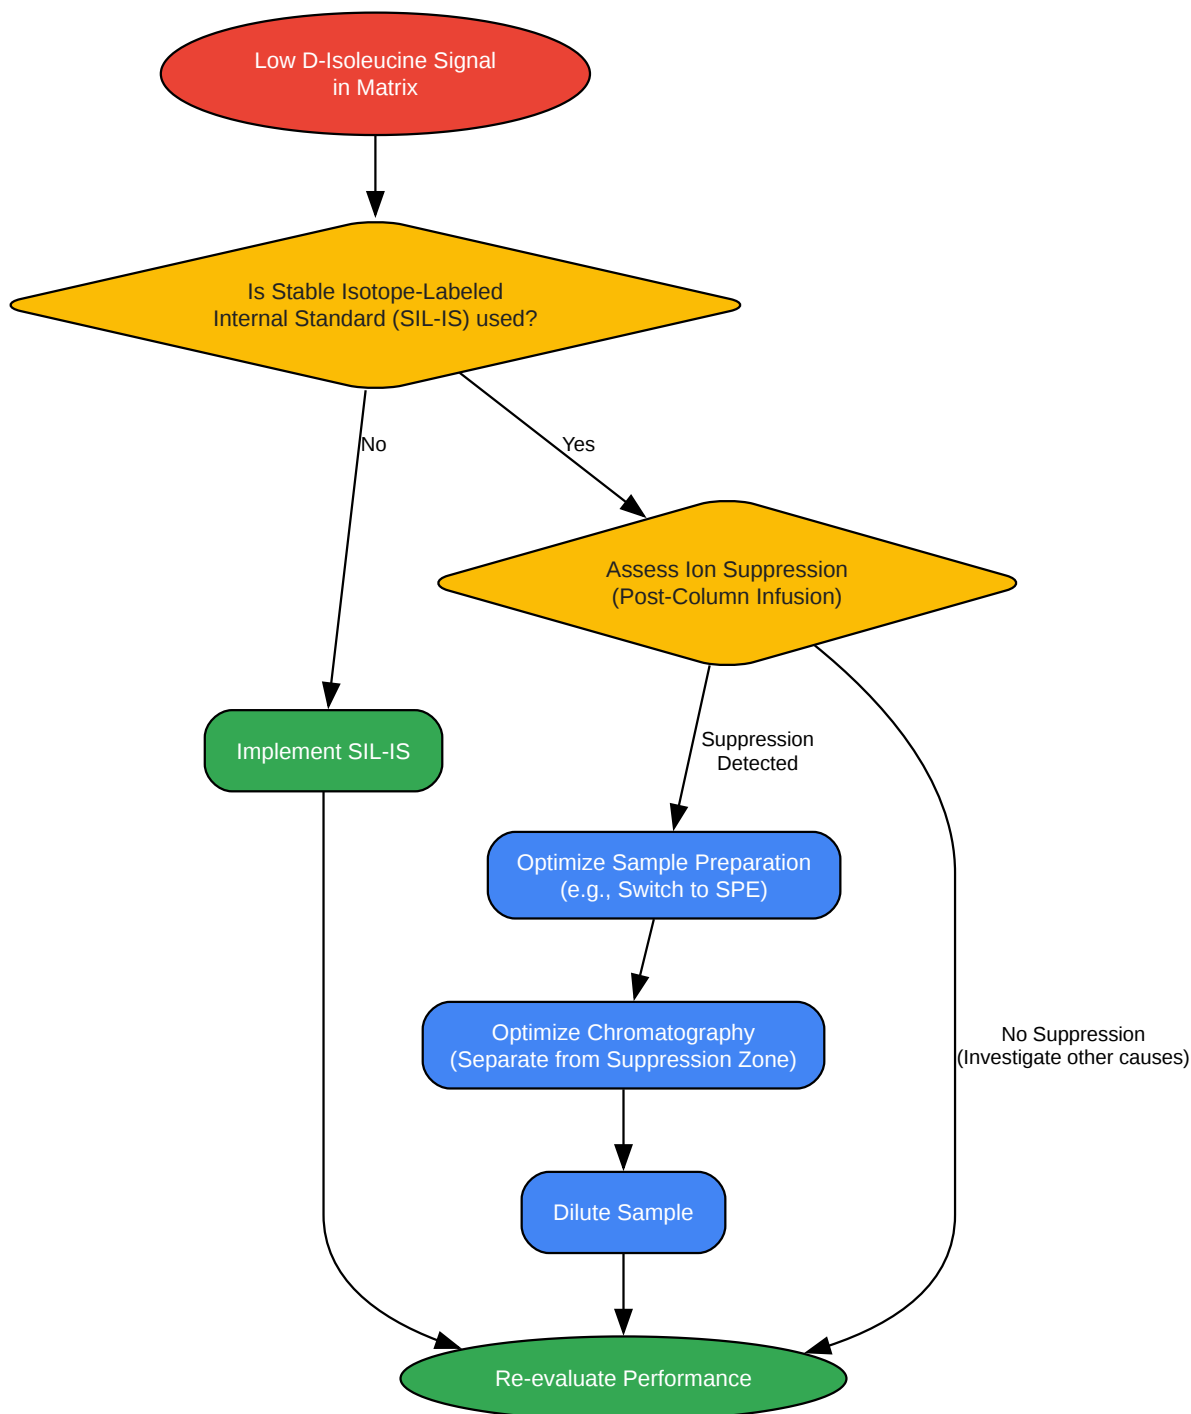 Low D-Isoleucine Signal
in Matrix
Is Stable Isotope-Labeled
Internal Standard (SIL-IS) used?
No
Yes
Assess Ion Suppression
(Post-Column Infusion)
Implement SIL-IS
Suppression
Detected
Optimize Sample Preparation
(e.g., Switch to SPE)
Optimize Chromatography
(Separate from Suppression Zone)
No Suppression
(Investigate other causes)
Dilute Sample
Re-evaluate Performance